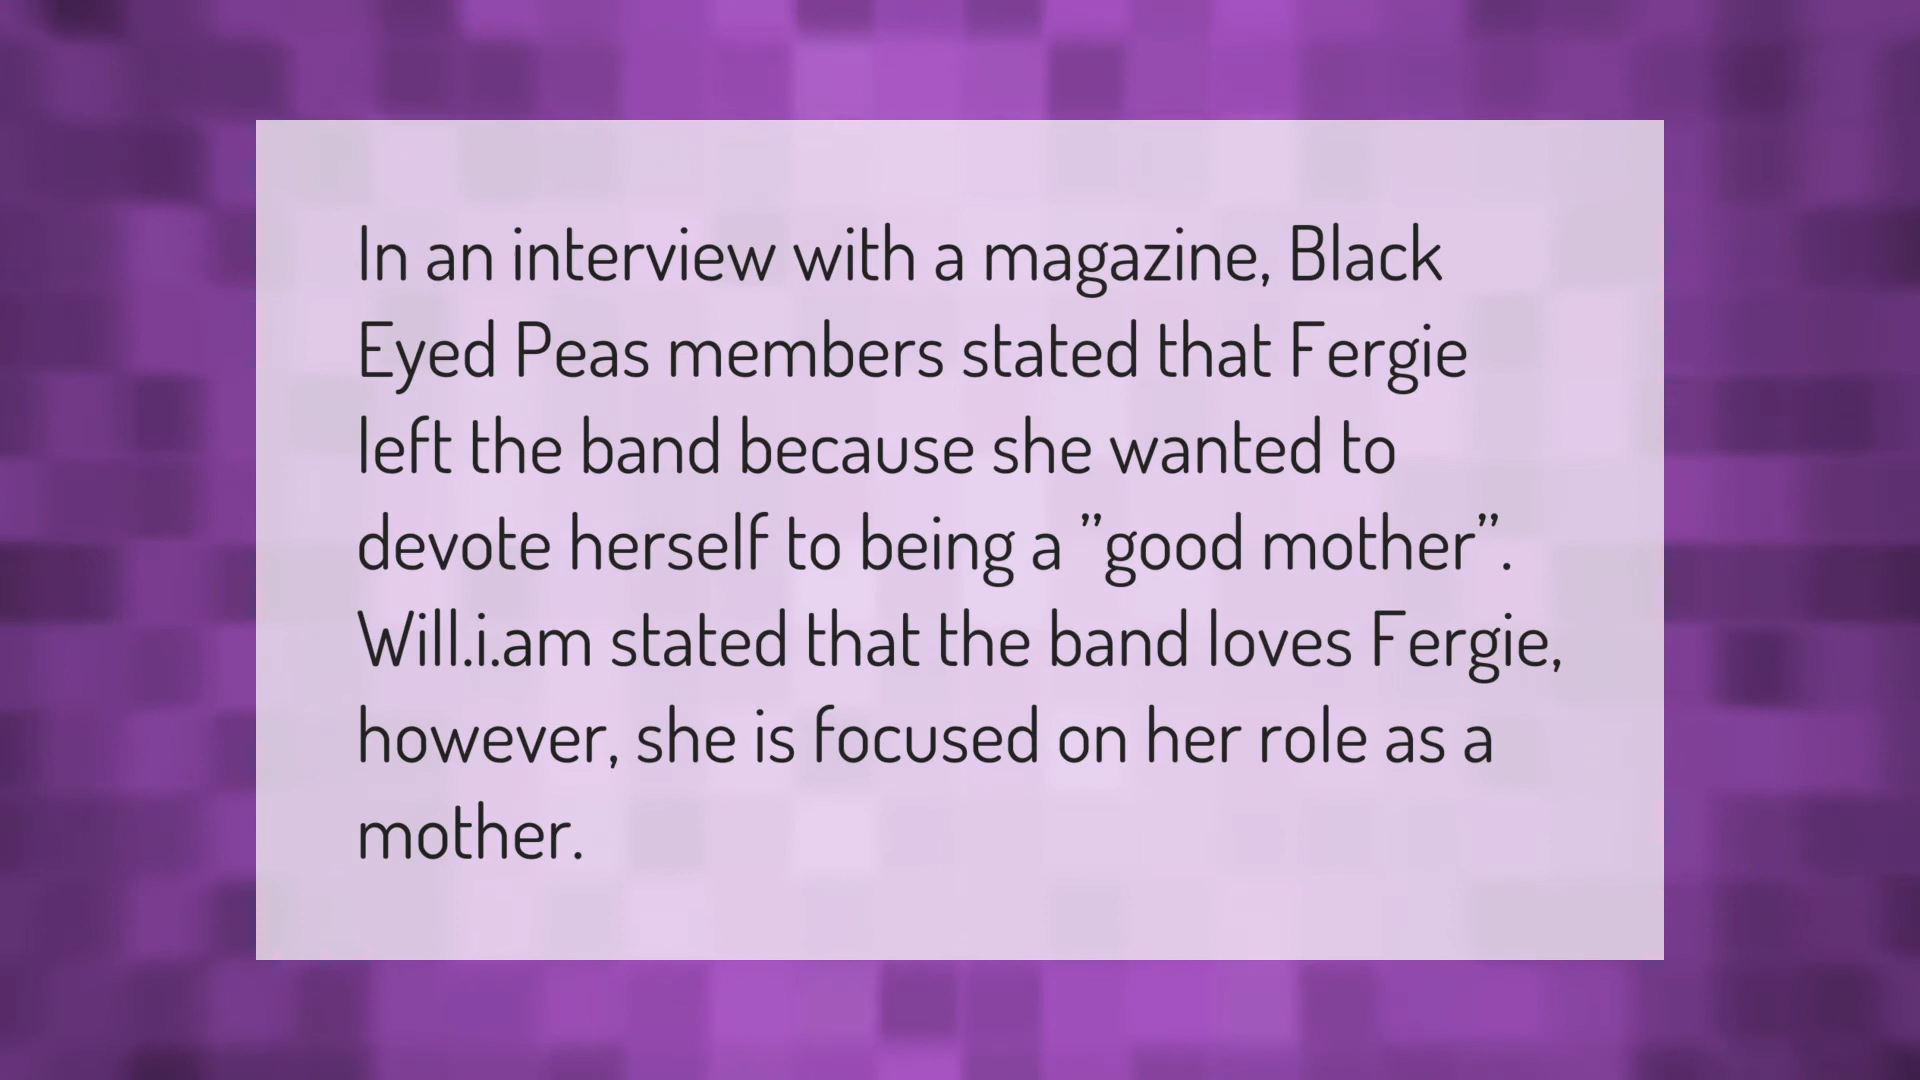 In an interview with a magazine, Black
Eyed Peas members stated that Fergie
left the band because she wanted to
devote herself to being a ”good mother”.
Will.i.am stated that the band loves Fergie,
however, she is focused on her role as a
mother.